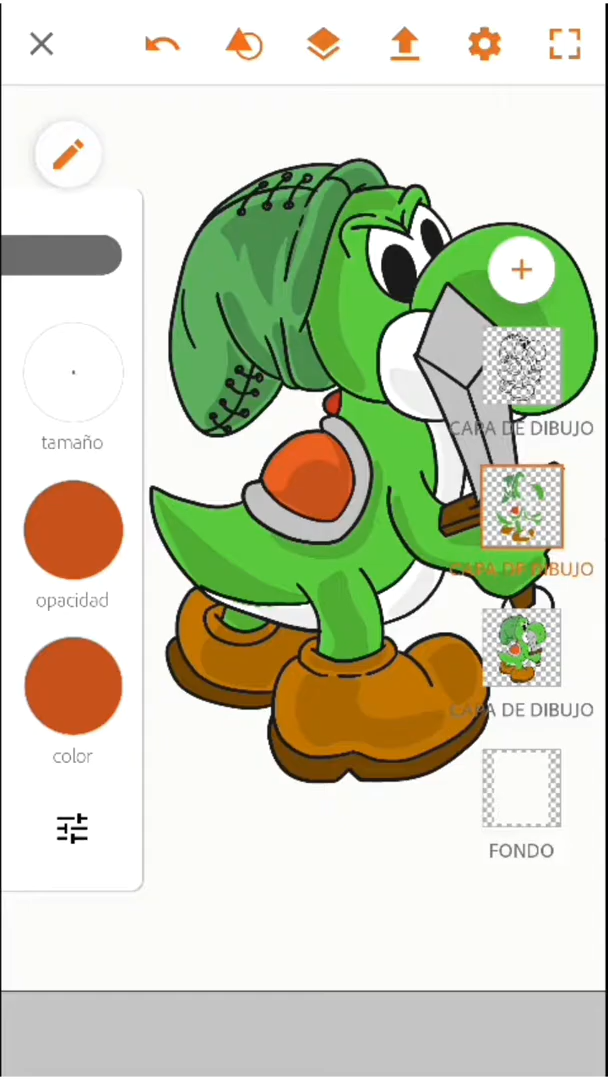 tamaño
CAPA DE DIBUJO
CAPA DE DIBUJO
opacidad
CAPA DE DIBUJO
color
FONDO